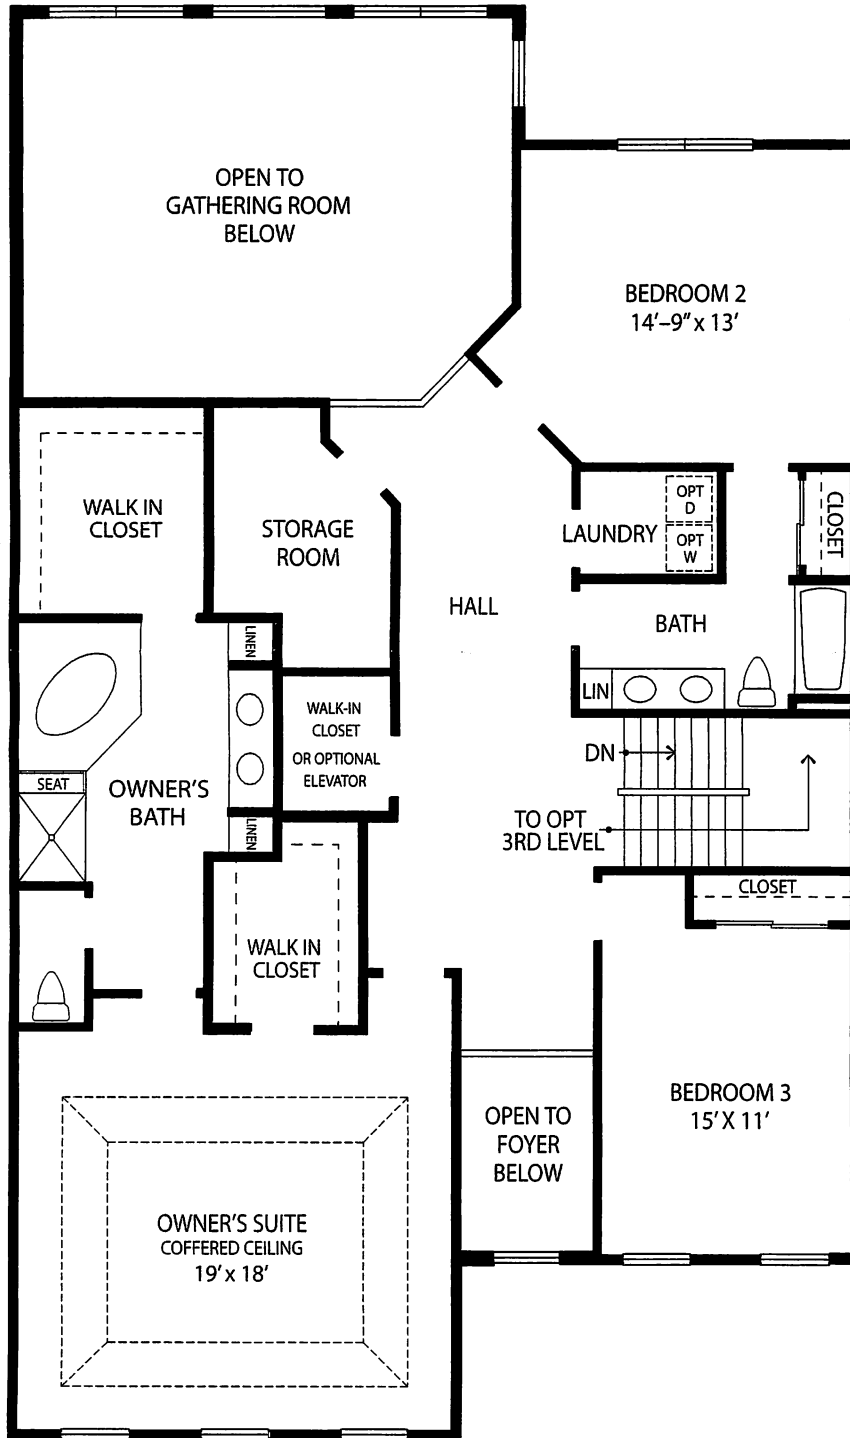 OPEN TO
GATHERING ROOM
BELOW
BEDROOM 2
14'–9" x 13'
WALK IN
CLOSET
STORAGE
ROOM
LAUNDRY
OPT
D
OPT
W
CLOSET
HALL
BATH
LINEN
LIN
WALK-IN
CLOSET
OR OPTIONAL
ELEVATOR
DN
SEAT
OWNER'S
BATH
LINEN
TO OPT
3RD LEVEL
CLOSET
WALK IN
CLOSET
BEDROOM 3
15' X 11'
OPEN TO
FOYER
BELOW
OWNER'S SUITE
COFFERED CEILING
19' x 18'